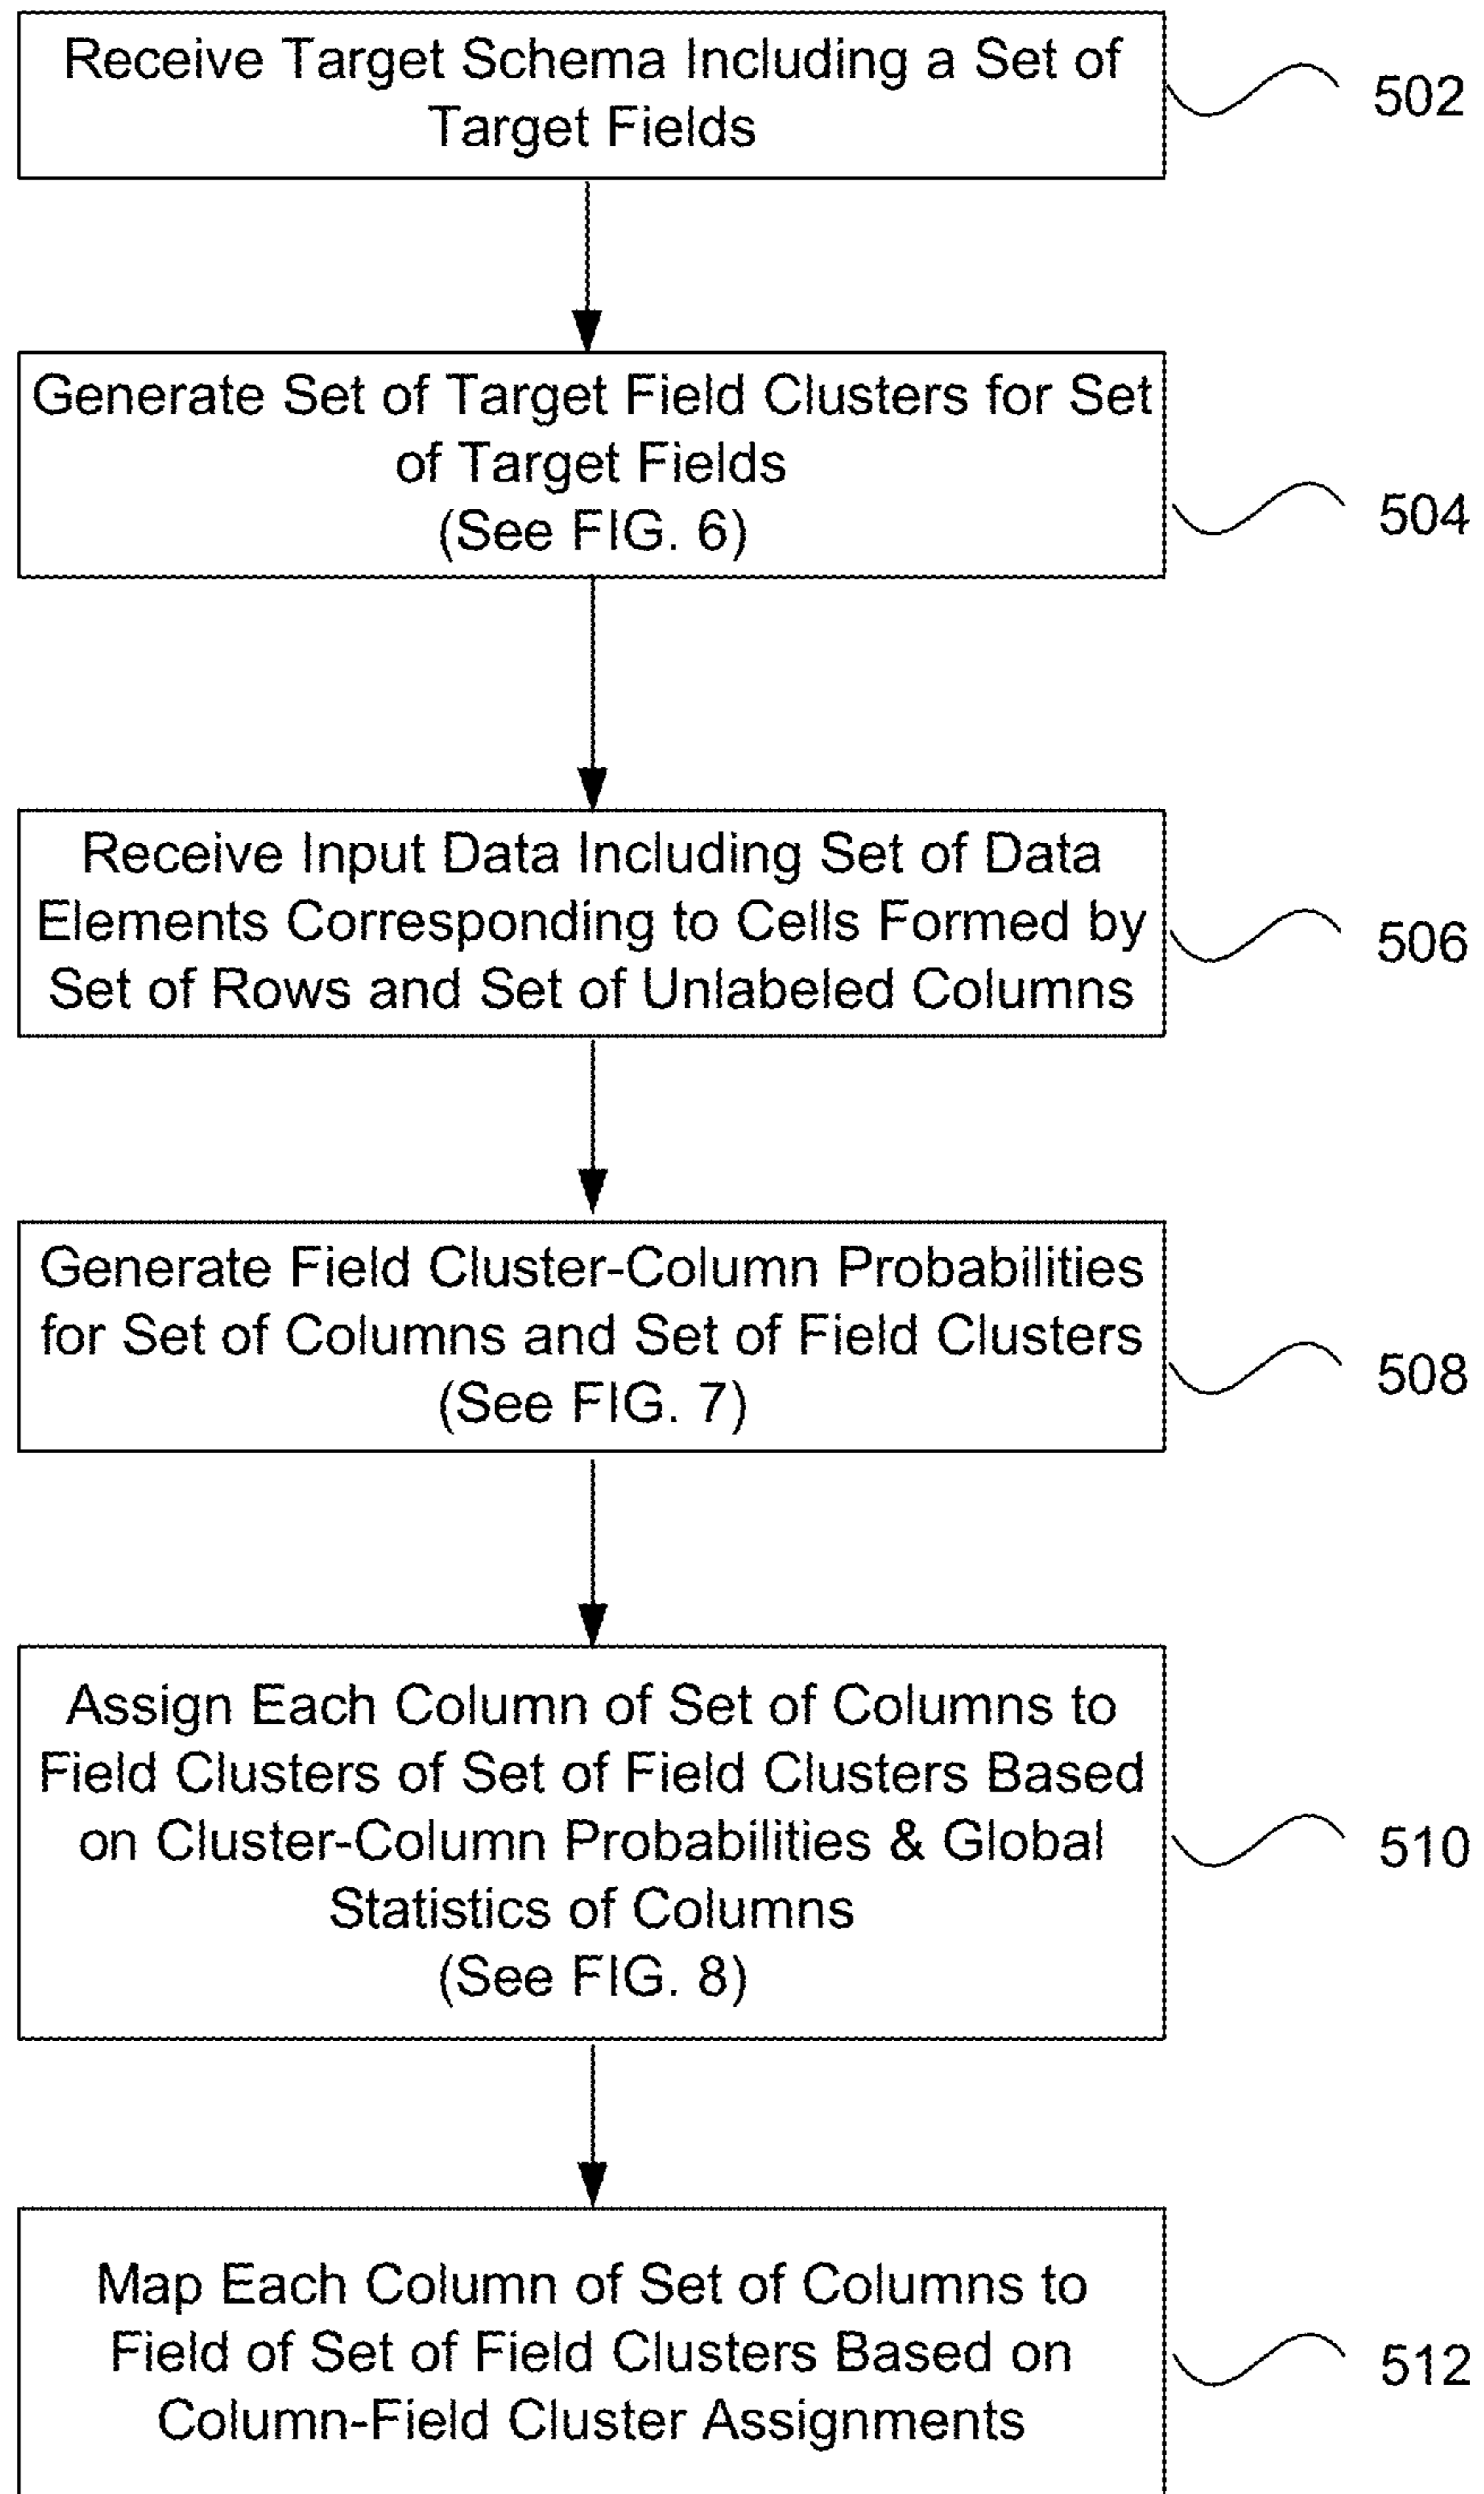 Receive Target Schema Including a Set of
Target Fields
502
Generate Set of Target Field Clusters for Set
of Target Fields
(See FIG. 6)
504
Receive Input Data Including Set of Data
Elements Corresponding to Cells Formed by
Set of Rows and Set of Unlabeled Columns
506
Generate Field Cluster-Column Probabilities
for Set of Columns and Set of Field Clusters
(See FIG. 7)
508
Assign Each Column of Set of Columns to
Field Clusters of Set of Field Clusters Based
on Cluster-Column Probabilities & Global
Statistics of Columns
(See FIG. 8)
510
Map Each Column of Set of Columns to
Field of Set of Field Clusters Based on
Column-Field Cluster Assignments
512